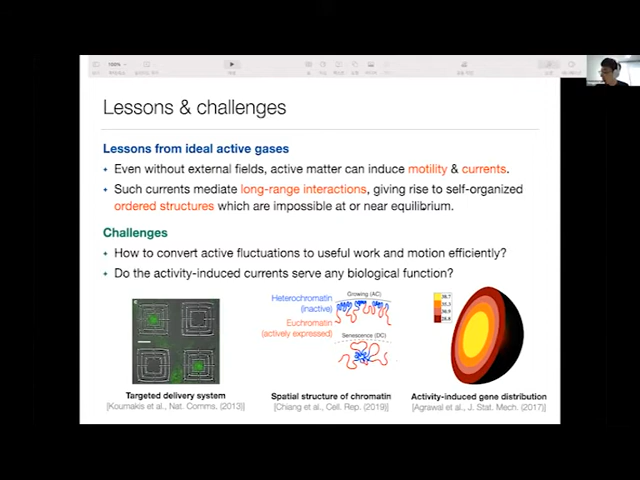 100%
Lessons & challenges
Lessons from ideal active gases
• Even without external fields, active matter can induce motility & currents.
• Such currents mediate long-range interactions, giving rise to self-organized
ordered structures which are impossible at or near equilibrium.
Challenges
• How to convert active fluctuations to useful work and motion efficiently?
• Do the activity-induced currents serve any biological function?
Heterochromatin
(inactive)
Euchromatin
(actively expressed)
Growing (AC)
Senescence (DC)
Targeted delivery system
[Koumakis et al., Nat. Comms. (2013)]
Spatial structure of chromatin
[Chiang et al., Cell. Rep. (2019)]
Activity-induced gene distribution
[Agrawal et al., J. Stat. Mech. (2017)]